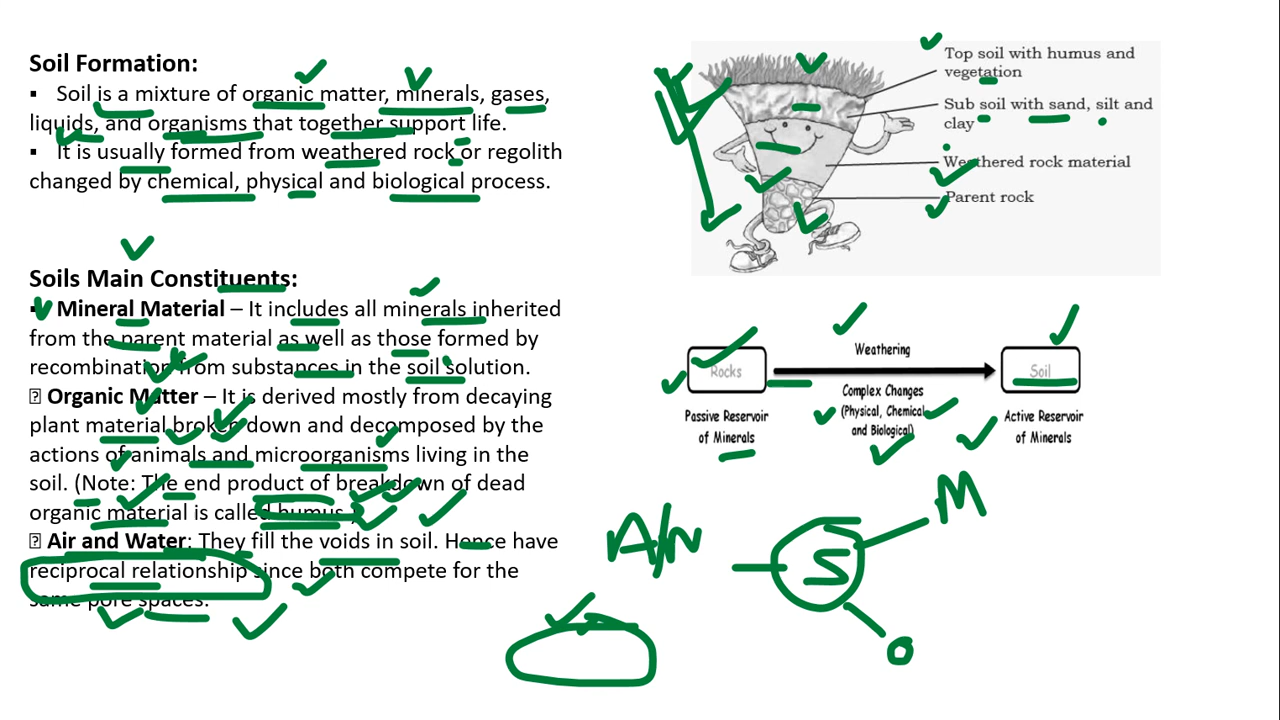 Soil Formation:
▪ Soil is a mixture of organic matter, minerals, gases,
liquids, and organisms that together support life.
▪ It is usually formed from weathered rock or regolith
changed by chemical, physical and biological process.
Soils Main Constituents:
▪ Mineral Material – It includes all minerals inherited
from the parent material as well as those formed by
recombination from substances in the soil solution.
Organic Matter – It is derived mostly from decaying
plant material broken down and decomposed by the
actions of animals and microorganisms living in the
soil. (Note: The end product of breakdown of dead
organic material is called humus.)
Air and Water: They fill the voids in soil. Hence have
reciprocal relationship since both compete for the
same pore spaces.
Top soil with humus and
vegetation
Sub soil with sand, silt and
clay
Weathered rock material
Parent rock
Rocks
Weathering
Soil
Passive Reservoir
of Minerals
Complex Changes
(Physical, Chemical
and Biological)
Active Reservoir
of Minerals
M
A/W
S
O